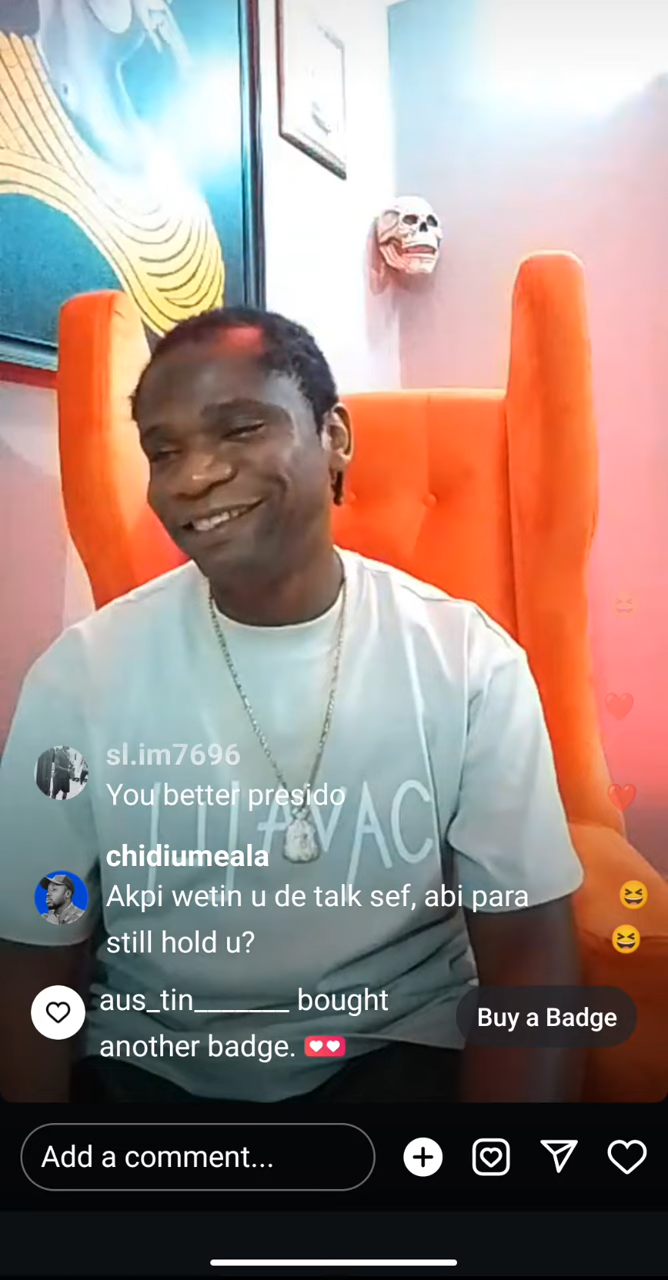 sl.im7696
You better presido
chidiumeala
Akpi wetin u de talk sef, abi para
still hold u?
aus_tin_______ bought
another badge. 💕
Buy a Badge
Add a comment...